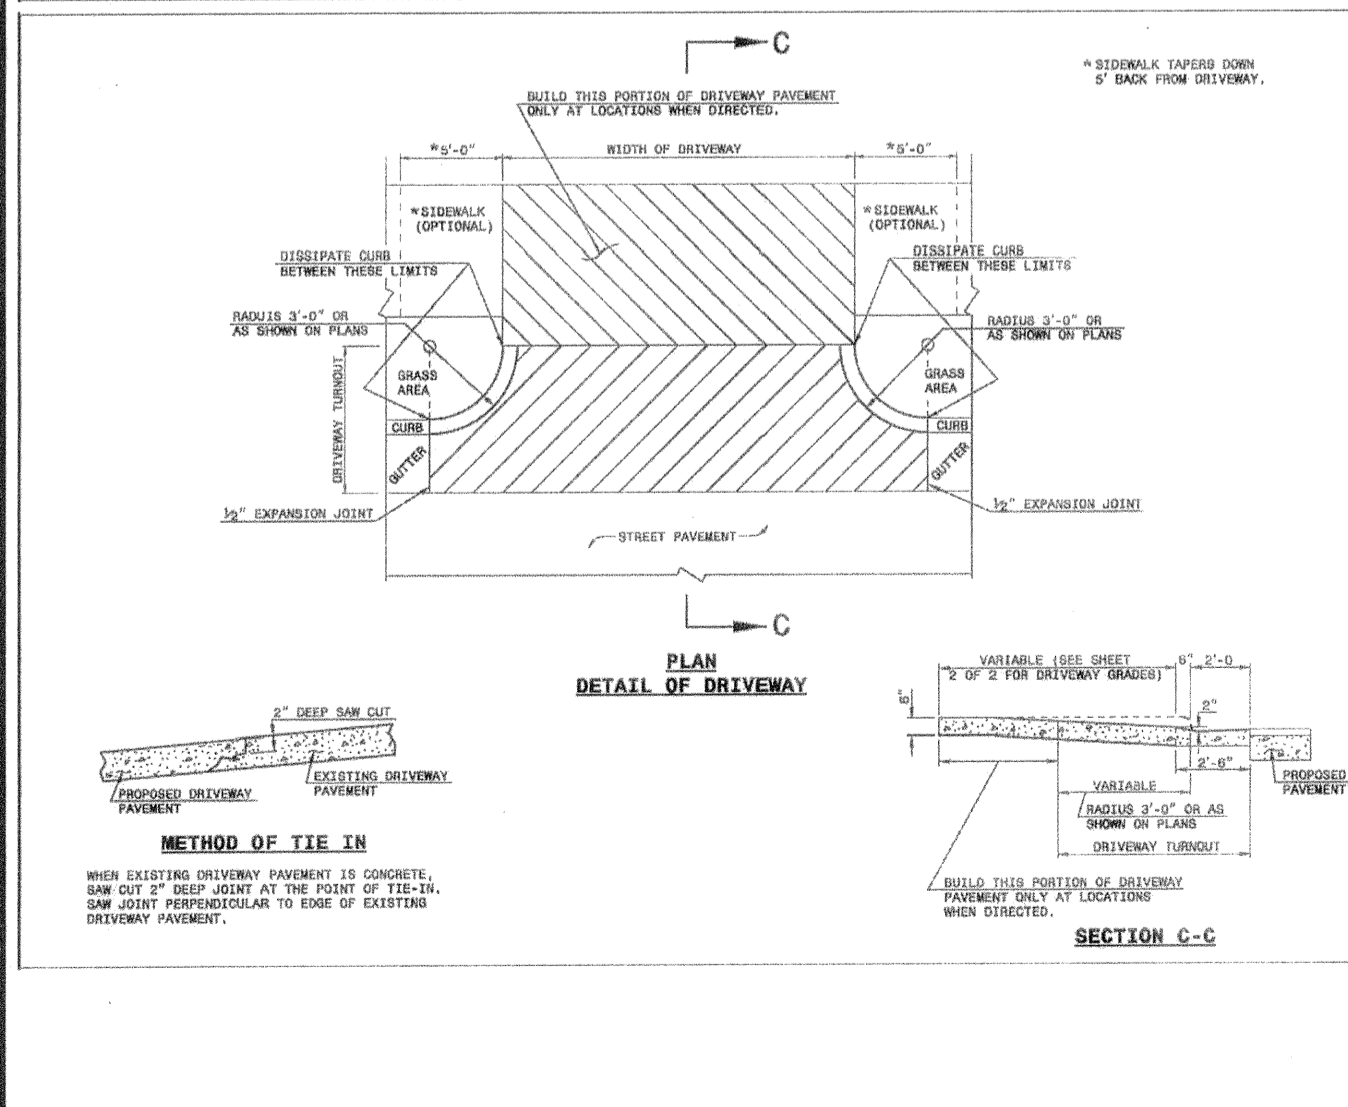 C
* SIDEWALK TAPERS DOWN
5' BACK FROM DRIVEWAY.
BUILD THIS PORTION OF DRIVEWAY PAVEMENT
ONLY AT LOCATIONS WHEN DIRECTED.
*5'-0"
WIDTH OF DRIVEWAY
*5'-0"
*SIDEWALK
(OPTIONAL)
*SIDEWALK
(OPTIONAL)
DISSIPATE CURB
BETWEEN THESE LIMITS
DISSIPATE CURB
BETWEEN THESE LIMITS
RADUIS 3'-0" OR
AS SHOWN ON PLANS
RADIUS 3'-0" OR
AS SHOWN ON PLANS
GRASS
AREA
GRASS
AREA
DRIVEWAY TURNOUT
CURB
CURB
GUTTER
GUTTER
½" EXPANSION JOINT
½" EXPANSION JOINT
STREET PAVEMENT
C
PLAN
DETAIL OF DRIVEWAY
2" DEEP SAW CUT
PROPOSED DRIVEWAY
PAVEMENT
EXISTING DRIVEWAY
PAVEMENT
METHOD OF TIE IN
WHEN EXISTING DRIVEWAY PAVEMENT IS CONCRETE,
SAW CUT 2" DEEP JOINT AT THE POINT OF TIE-IN.
SAW JOINT PERPENDICULAR TO EDGE OF EXISTING
DRIVEWAY PAVEMENT.
VARIABLE (SEE SHEET
2 OF 2 FOR DRIVEWAY GRADES)
6"
2'-0
6"
2"
2'-6"
PROPOSED
PAVEMENT
VARIABLE
RADIUS 3'-0" OR AS
SHOWN ON PLANS
DRIVEWAY TURNOUT
BUILD THIS PORTION OF DRIVEWAY
PAVEMENT ONLY AT LOCATIONS
WHEN DIRECTED.
SECTION C-C